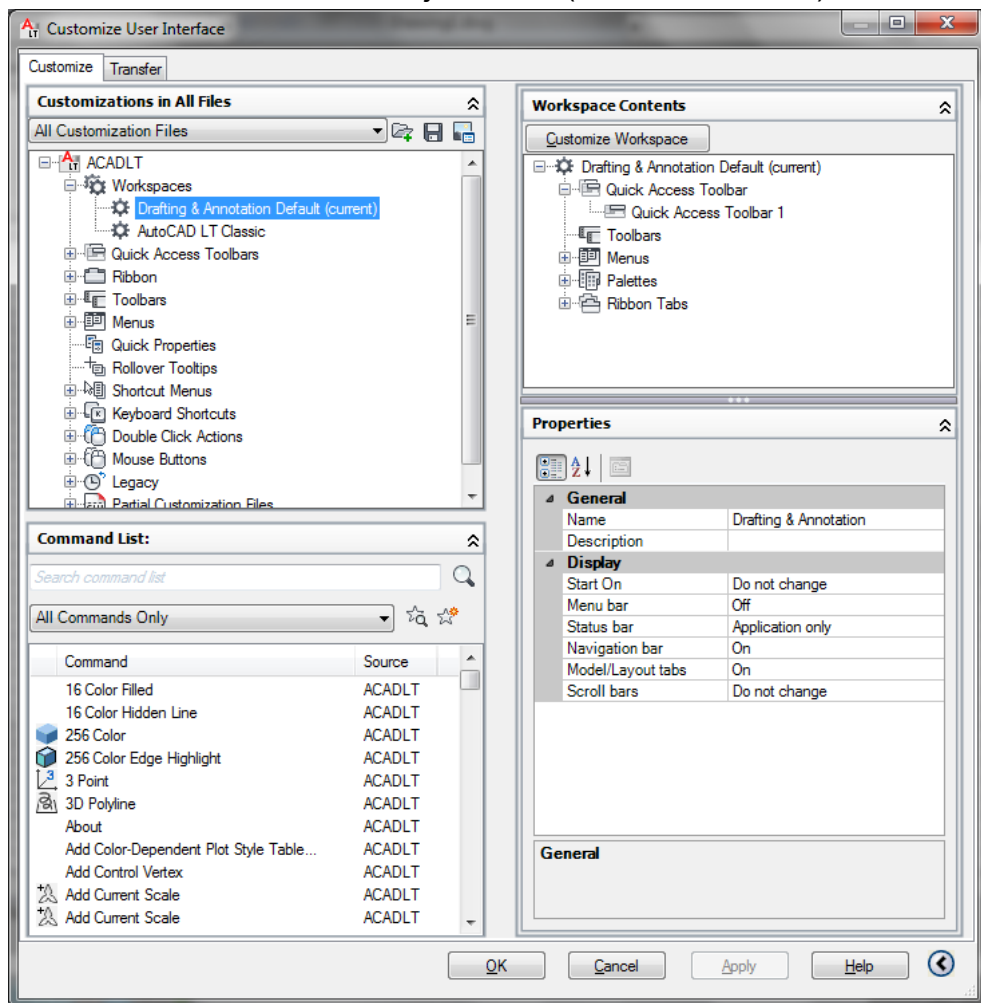 Customize User Interface
Customize
Transfer
Customizations in All Files
All Customization Files
ACADLT
Workspaces
Drafting & Annotation Default (current)
AutoCAD LT Classic
Quick Access Toolbars
Ribbon
Toolbars
Menus
Quick Properties
Rollover Tooltips
Shortcut Menus
Keyboard Shortcuts
Double Click Actions
Mouse Buttons
Legacy
Partial Customization Files
Command List:
Search command list
All Commands Only
Command Source
16 Color Filled ACADLT
16 Color Hidden Line ACADLT
256 Color ACADLT
256 Color Edge Highlight ACADLT
3 Point ACADLT
3D Polyline ACADLT
About ACADLT
Add Color-Dependent Plot Style Table... ACADLT
Add Control Vertex ACADLT
Add Current Scale ACADLT
Add Current Scale ACADLT
Workspace Contents
Customize Workspace
Drafting & Annotation Default (current)
Quick Access Toolbar
Quick Access Toolbar 1
Toolbars
Menus
Palettes
Ribbon Tabs
Properties
General
Name Drafting & Annotation
Description
Display
Start On Do not change
Menu bar Off
Status bar Application only
Navigation bar On
Model/Layout tabs On
Scroll bars Do not change
General
OK
Cancel
Apply
Help